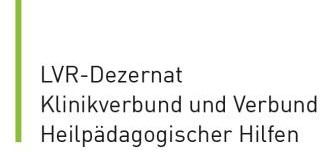 LVR-Dezernat
Klinikverbund und Verbund
Heilpädagogischer Hilfen